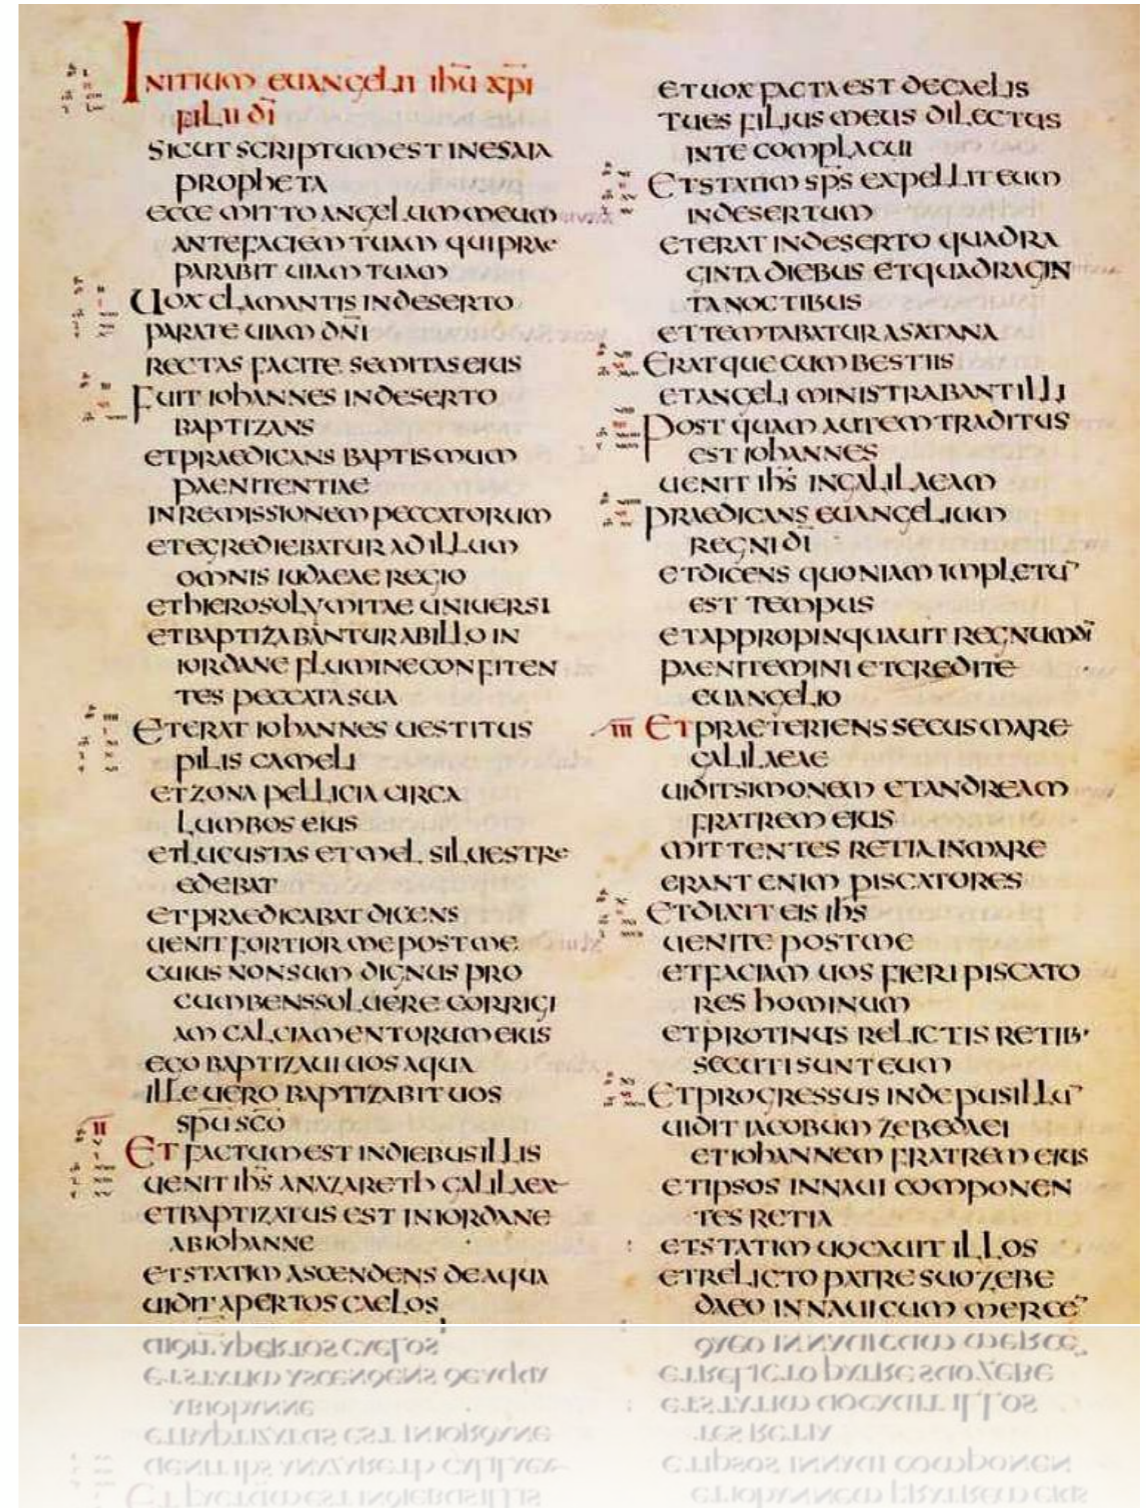 INITIUM EUANGELII IHU XPI
FILII DI
SICUT SCRIPTUM EST IN ESAIA
PROPHETA
ECCE MITTO ANGELUM MEUM
ANTE FACIEM TUAM QUI PRAE
PARABIT UIAM TUAM
UOX CLAMANTIS IN DESERTO
PARATE UIAM DNI
RECTAS FACITE SEMITAS EIUS
FUIT IOHANNES IN DESERTO
BAPTIZANS
ET PRAEDICANS BAPTISMUM
PAENITENTIAE
IN REMISSIONEM PECCATORUM
ET EGREDIEBATUR AD ILLUM
OMNIS IUDAEAE REGIO
ET HIEROSOLYMITAE UNIUERSI
ET BAPTIZABANTUR AB ILLO IN
IORDANE FLUMINE CONFITEN
TES PECCATA SUA
ET ERAT IOHANNES UESTITUS
PILIS CAMELI
ET ZONA PELLICIA CIRCA
LUMBOS EIUS
ET LUCUSTAS ET MEL SILUESTRE
EDEBAT
ET PRAEDICABAT DICENS
UENIT FORTIOR ME POST ME
CUIUS NON SUM DIGNUS PRO
CUMBENS SOLUERE CORRIGI
AM CALCIAMENTORUM EIUS
EGO BAPTIZAUI UOS AQUA
ILLE UERO BAPTIZABIT UOS
SPU SCO
II
ET FACTUM EST IN DIEBUS ILLIS
UENIT IHS A NAZARETH GALILAEAE
ET BAPTIZATUS EST IN IORDANE
AB IOHANNE
ET STATIM ASCENDENS DE AQUA
UIDIT APERTOS CAELOS
ET UOX FACTA EST DE CAELIS
TU ES FILIUS MEUS DILECTUS
IN TE COMPLACUI
ET STATIM SPS EXPELLIT EUM
IN DESERTUM
ET ERAT IN DESERTO QUADRA
GINTA DIEBUS ET QUADRAGIN
TA NOCTIBUS
ET TEMTABATUR A SATANA
ERATQUE CUM BESTIIS
ET ANGELI MINISTRABANT ILLI
POST QUAM AUTEM TRADITUS
EST IOHANNES
UENIT IHS IN GALILAEAM
PRAEDICANS EUANGELIUM
REGNI DI
ET DICENS QUONIAM IMPLETU
EST TEMPUS
ET APPROPINQUAUIT REGNUM DI
PAENITEMINI ET CREDITE
EUANGELIO
III ET PRAETERIENS SECUS MARE
GALILAEAE
UIDIT SIMONEM ET ANDREAM
FRATREM EIUS
MITTENTES RETIA IN MARE
ERANT ENIM PISCATORES
ET DIXIT EIS IHS
UENITE POST ME
ET FACIAM UOS FIERI PISCATO
RES HOMINUM
ET PROTINUS RELICTIS RETIB·
SECUTI SUNT EUM
ET PROGRESSUS INDE PUSILLU
UIDIT IACOBUM ZEBEDAEI
ET IOHANNEM FRATREM EIUS
ET IPSOS IN NAUI COMPONEN
TES RETIA
ET STATIM UOCAUIT ILLOS
ET RELICTO PATRE SUO ZEBE
DAEO IN NAUI CUM MERCE